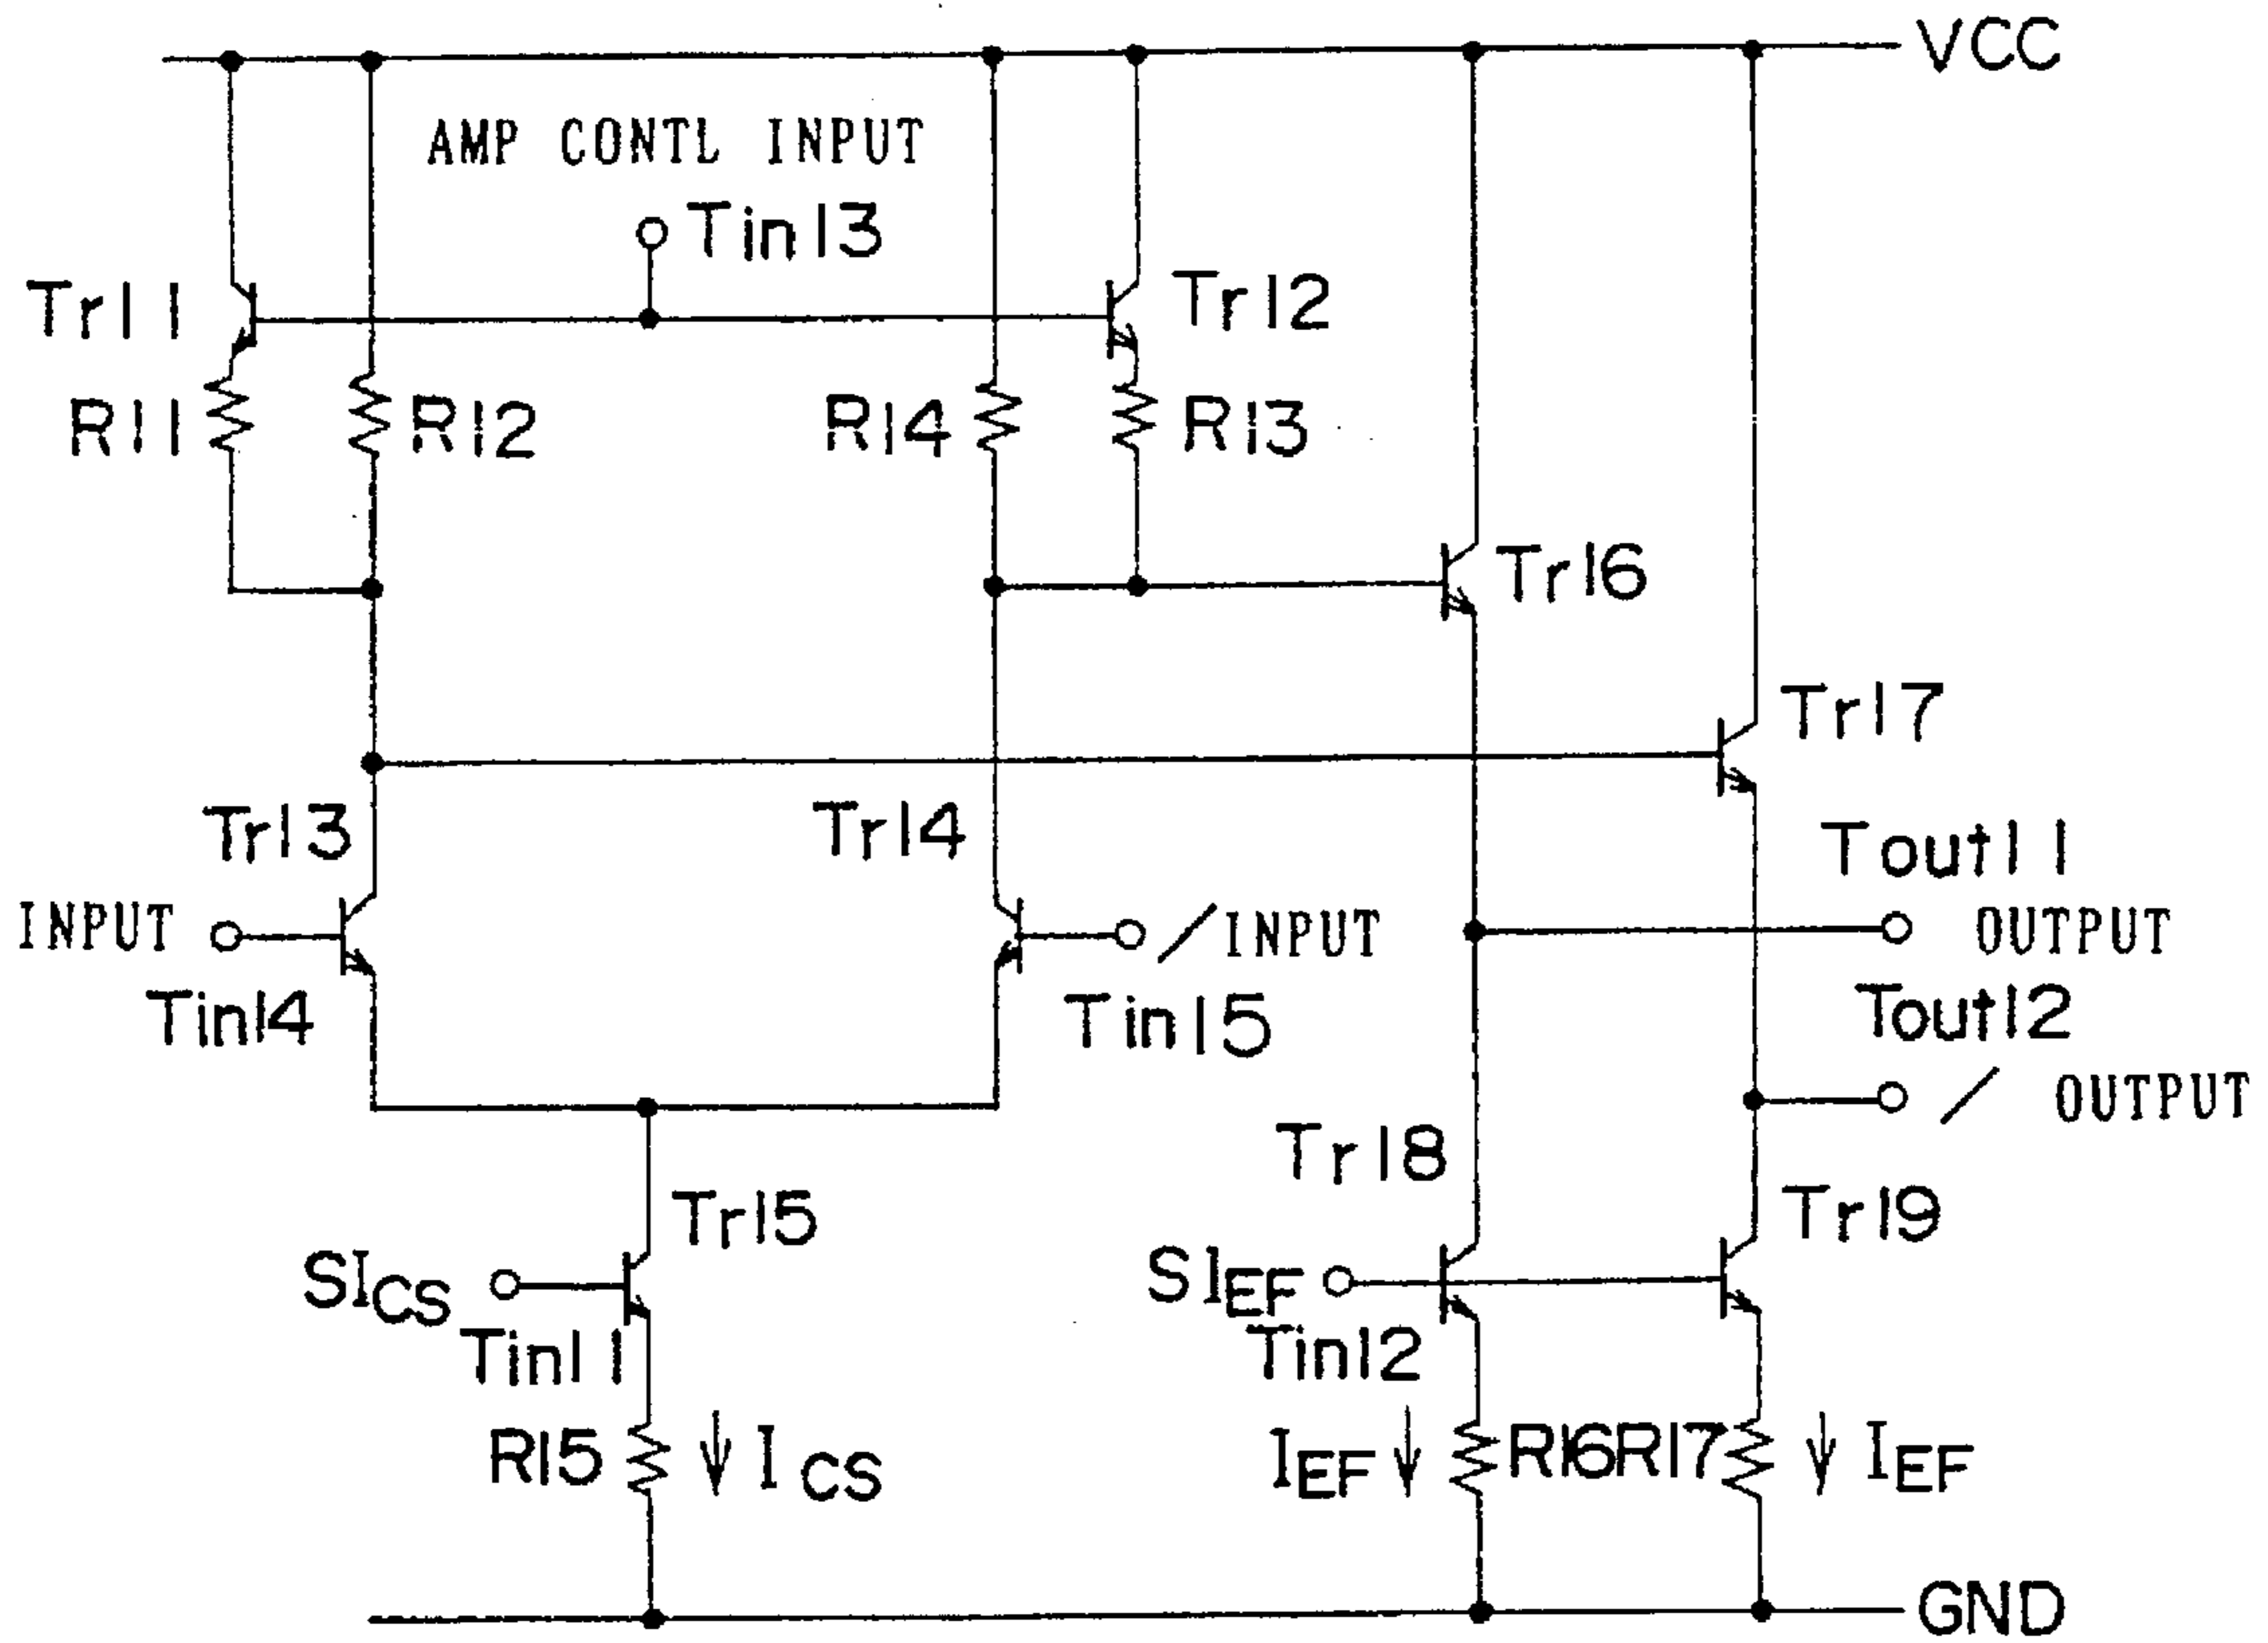 VCC
AMP CONTL INPUT
Tin13
Tr11
Tr12
R11
R12
R14
R13
Tr16
Tr17
Tr13
Tr14
Tout11
INPUT
/INPUT
OUTPUT
Tin14
Tin15
Tout12
/ OUTPUT
Tr18
Tr15
Tr19
SICS
SIEF
Tin11
Tin12
R15
ICS
IEF
R16R17
IEF
GND